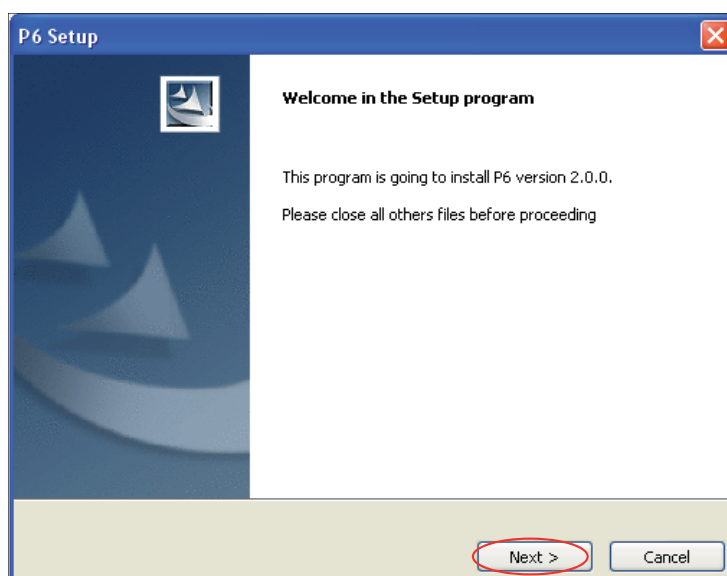 P6 Setup
Welcome in the Setup program
This program is going to install P6 version 2.0.0.
Please close all others files before proceeding
Next >
Cancel